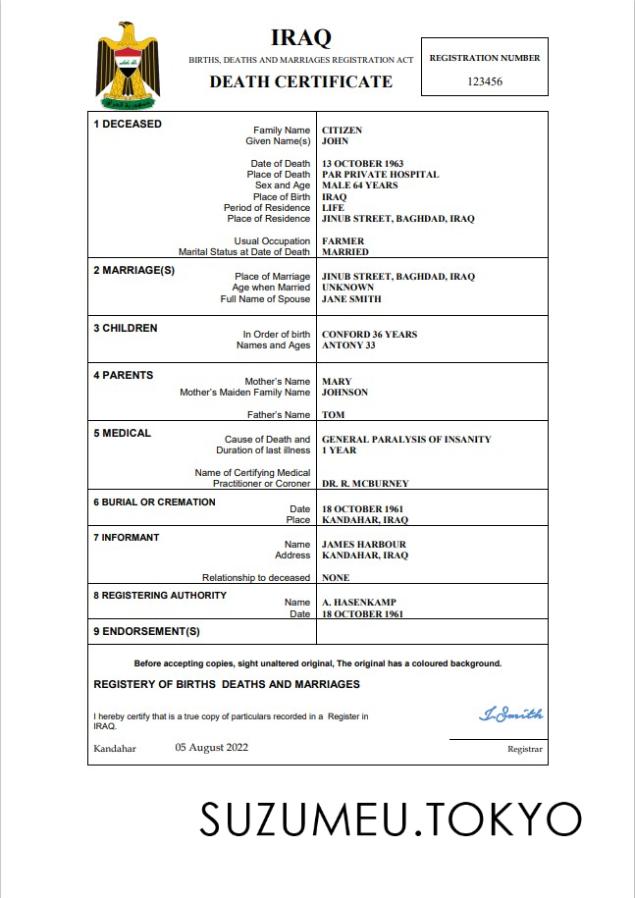 IRAQ
BIRTHS, DEATHS AND MARRIAGES REGISTRATION ACT
DEATH CERTIFICATE
REGISTRATION NUMBER
123456
1 DECEASED
Family Name CITIZEN
Given Name(s) JOHN
Date of Death 13 OCTOBER 1963
Place of Death PAR PRIVATE HOSPITAL
Sex and Age MALE 64 YEARS
Place of Birth IRAQ
Period of Residence LIFE
Place of Residence JINUB STREET, BAGHDAD, IRAQ
Usual Occupation FARMER
Marital Status at Date of Death MARRIED
2 MARRIAGE(S)
Place of Marriage JINUB STREET, BAGHDAD, IRAQ
Age when Married UNKNOWN
Full Name of Spouse JANE SMITH
3 CHILDREN
In Order of birth CONFORD 36 YEARS
Names and Ages ANTONY 33
4 PARENTS
Mother's Name MARY
Mother's Maiden Family Name JOHNSON
Father's Name TOM
5 MEDICAL
Cause of Death and GENERAL PARALYSIS OF INSANITY
Duration of last illness 1 YEAR
Name of Certifying Medical
Practitioner or Coroner DR. R. MCBURNEY
6 BURIAL OR CREMATION
Date 18 OCTOBER 1961
Place KANDAHAR, IRAQ
7 INFORMANT
Name JAMES HARBOUR
Address KANDAHAR, IRAQ
Relationship to deceased NONE
8 REGISTERING AUTHORITY
Name A. HASENKAMP
Date 18 OCTOBER 1961
9 ENDORSEMENT(S)
Before accepting copies, sight unaltered original, The original has a coloured background.
REGISTERY OF BIRTHS DEATHS AND MARRIAGES
I hereby certify that is a true copy of particulars recorded in a Register in
IRAQ.
I.Smith
Kandahar 05 August 2022
Registrar
SUZUMEU.TOKYO